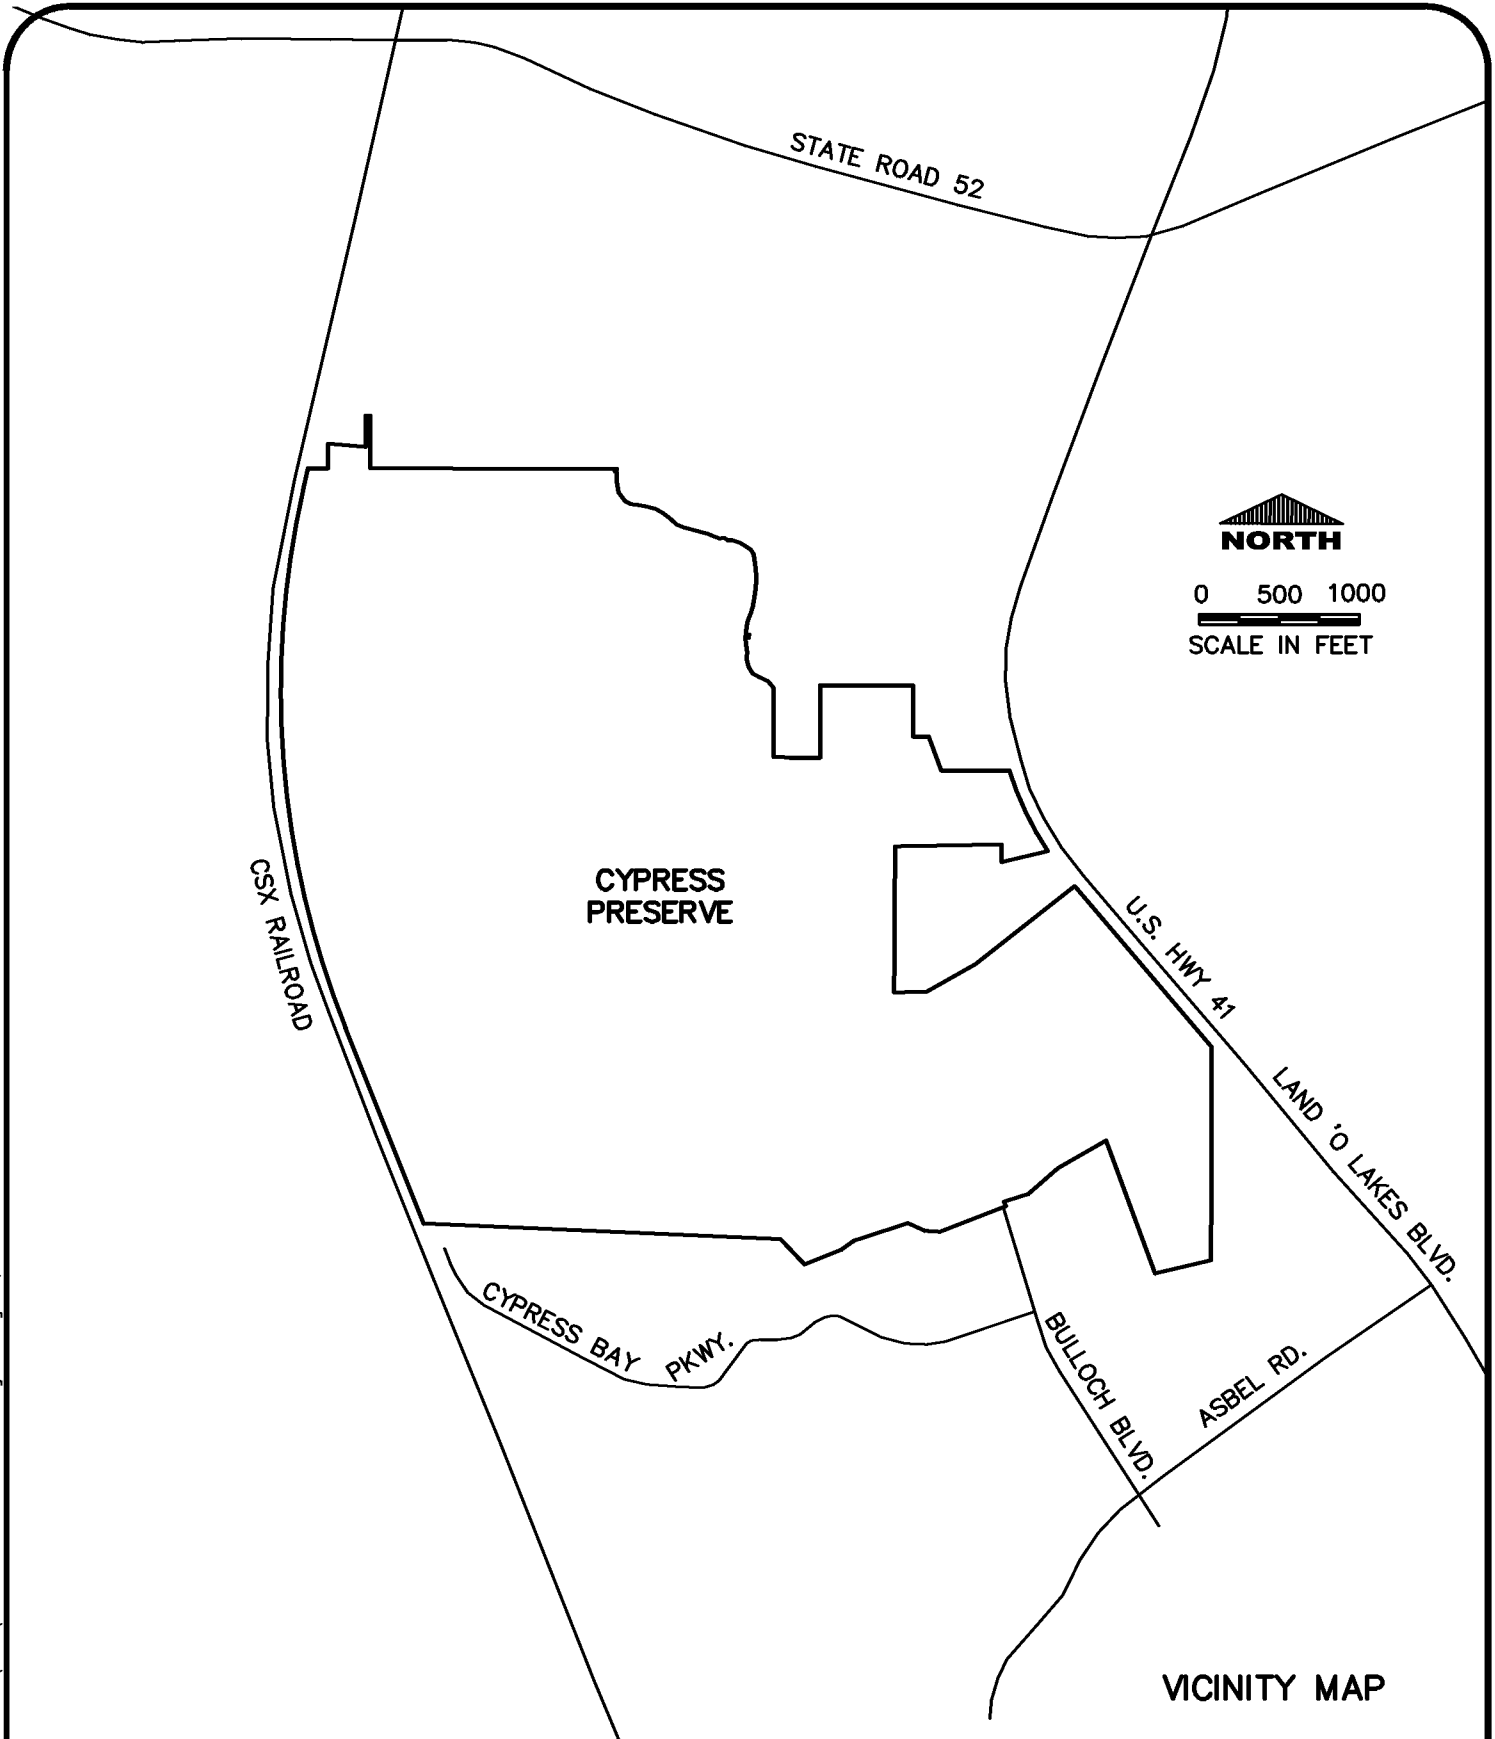 STATE ROAD 52
NORTH
0 500 1000
SCALE IN FEET
CYPRESS
PRESERVE
CSX RAILROAD
U.S. HWY 41
LAND 'O LAKES BLVD.
CYPRESS BAY PKWY.
BULLOCH BLVD.
ASBEL RD.
VICINITY MAP